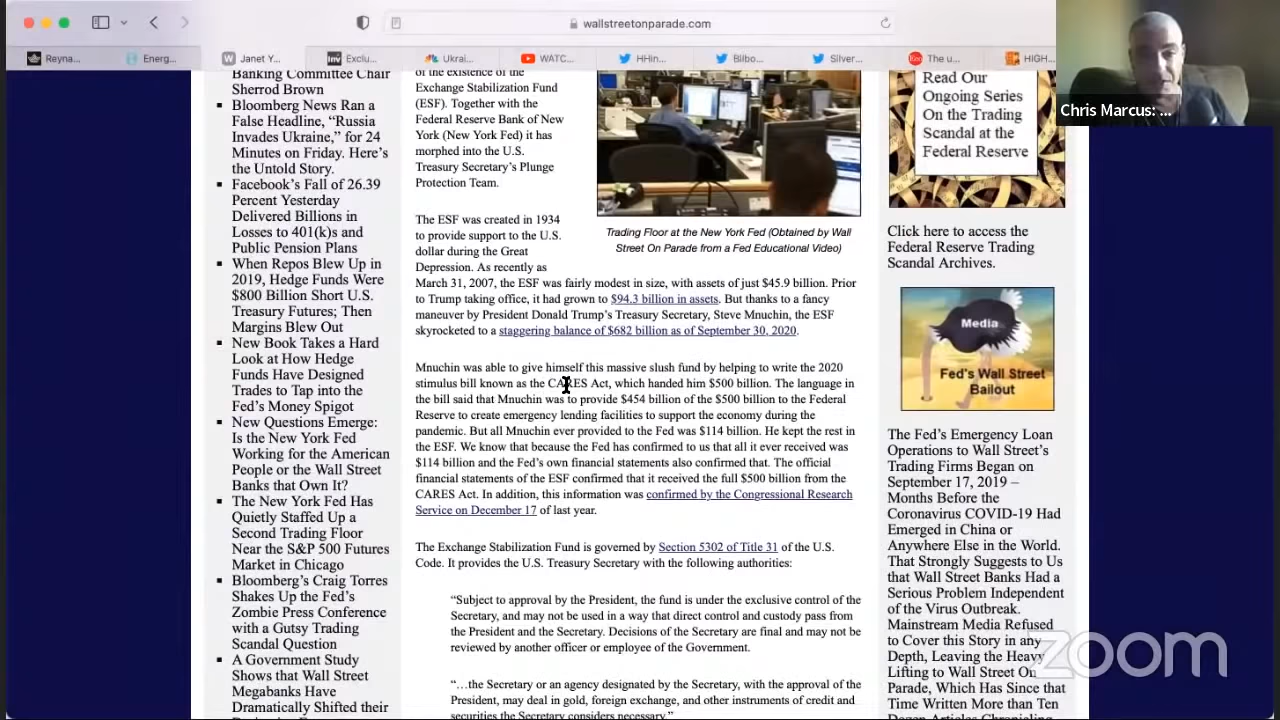 wallstreetonparade.com
Reyna...
Energ...
W Janet Y...
Inv Exclu...
Ukrai...
WATC...
HHin...
Bilbo...
Silver...
The u...
HIGH...
Chris Marcus: ...
Banking Committee Chair
Sherrod Brown
Bloomberg News Ran a
False Headline, “Russia
Invades Ukraine,” for 24
Minutes on Friday. Here’s
the Untold Story.
Facebook’s Fall of 26.39
Percent Yesterday
Delivered Billions in
Losses to 401(k)s and
Public Pension Plans
When Repos Blew Up in
2019, Hedge Funds Were
$800 Billion Short U.S.
Treasury Futures; Then
Margins Blew Out
New Book Takes a Hard
Look at How Hedge
Funds Have Designed
Trades to Tap into the
Fed’s Money Spigot
New Questions Emerge:
Is the New York Fed
Working for the American
People or the Wall Street
Banks that Own It?
The New York Fed Has
Quietly Staffed Up a
Second Trading Floor
Near the S&P 500 Futures
Market in Chicago
Bloomberg’s Craig Torres
Shakes Up the Fed’s
Zombie Press Conference
with a Gutsy Trading
Scandal Question
A Government Study
Shows that Wall Street
Megabanks Have
Dramatically Shifted their
of the existence of the
Exchange Stabilization Fund
(ESF). Together with the
Federal Reserve Bank of New
York (New York Fed) it has
morphed into the U.S.
Treasury Secretary’s Plunge
Protection Team.
The ESF was created in 1934
to provide support to the U.S.
dollar during the Great
Depression. As recently as
March 31, 2007, the ESF was fairly modest in size, with assets of just $45.9 billion. Prior
to Trump taking office, it had grown to $94.3 billion in assets. But thanks to a fancy
maneuver by President Donald Trump’s Treasury Secretary, Steve Mnuchin, the ESF
skyrocketed to a staggering balance of $682 billion as of September 30, 2020.
Trading Floor at the New York Fed (Obtained by Wall
Street On Parade from a Fed Educational Video)
Mnuchin was able to give himself this massive slush fund by helping to write the 2020
stimulus bill known as the CARES Act, which handed him $500 billion. The language in
the bill said that Mnuchin was to provide $454 billion of the $500 billion to the Federal
Reserve to create emergency lending facilities to support the economy during the
pandemic. But all Mnuchin ever provided to the Fed was $114 billion. He kept the rest in
the ESF. We know that because the Fed has confirmed to us that all it ever received was
$114 billion and the Fed’s own financial statements also confirmed that. The official
financial statements of the ESF confirmed that it received the full $500 billion from the
CARES Act. In addition, this information was confirmed by the Congressional Research
Service on December 17 of last year.
The Exchange Stabilization Fund is governed by Section 5302 of Title 31 of the U.S.
Code. It provides the U.S. Treasury Secretary with the following authorities:
“Subject to approval by the President, the fund is under the exclusive control of the
Secretary, and may not be used in a way that direct control and custody pass from
the President and the Secretary. Decisions of the Secretary are final and may not be
reviewed by another officer or employee of the Government.
“…the Secretary or an agency designated by the Secretary, with the approval of the
President, may deal in gold, foreign exchange, and other instruments of credit and
securities the Secretary considers necessary.”
Read Our
Ongoing Series
On the Trading
Scandal at the
Federal Reserve
Click here to access the
Federal Reserve Trading
Scandal Archives.
Media
Fed's Wall Street
Bailout
The Fed’s Emergency Loan
Operations to Wall Street’s
Trading Firms Began on
September 17, 2019 –
Months Before the
Coronavirus COVID-19 Had
Emerged in China or
Anywhere Else in the World.
That Strongly Suggests to Us
that Wall Street Banks Had a
Serious Problem Independent
of the Virus Outbreak.
Mainstream Media Refused
to Cover this Story in any
Depth, Leaving the Heavy
Lifting to Wall Street On
Parade, Which Has Since that
Time Written More than Ten
Dozen Articles Chronicling
zoom